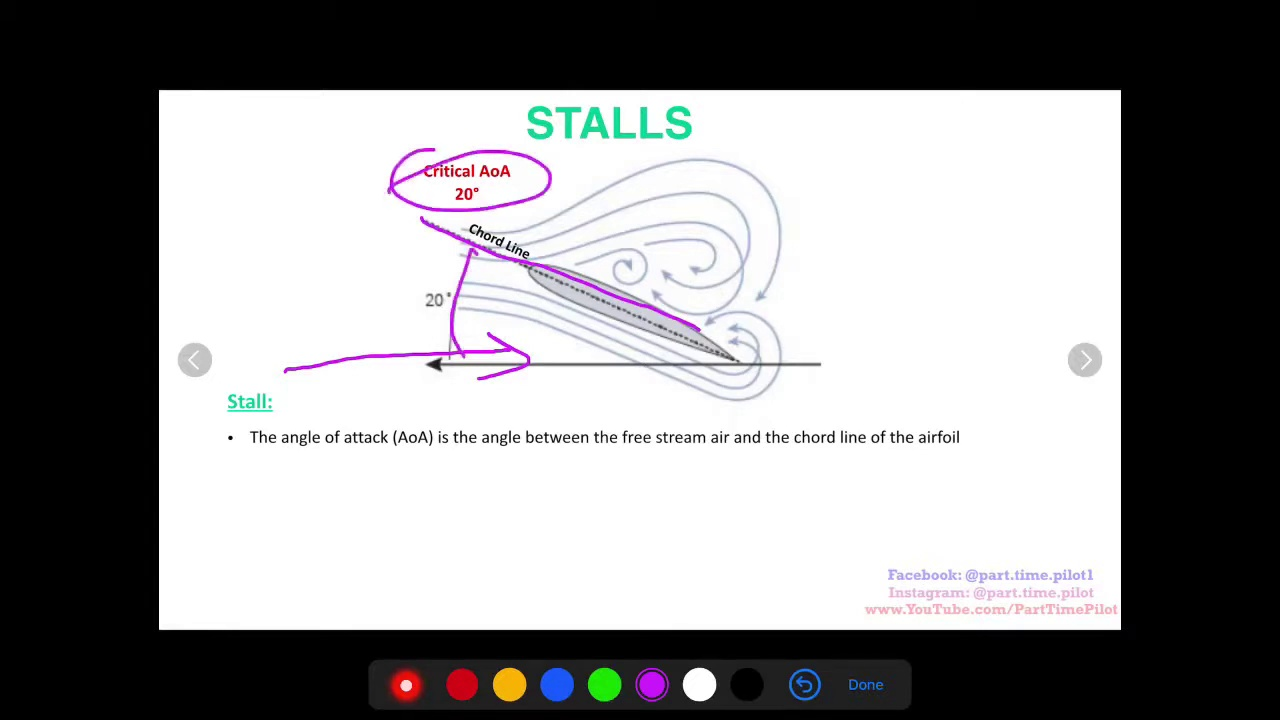 STALLS
Critical AoA
20°
Chord Line
20°
Stall:
• The angle of attack (AoA) is the angle between the free stream air and the chord line of the airfoil
Facebook: @part.time.pilot1
Instagram: @part.time.pilot
www.YouTube.com/PartTimePilot
Done